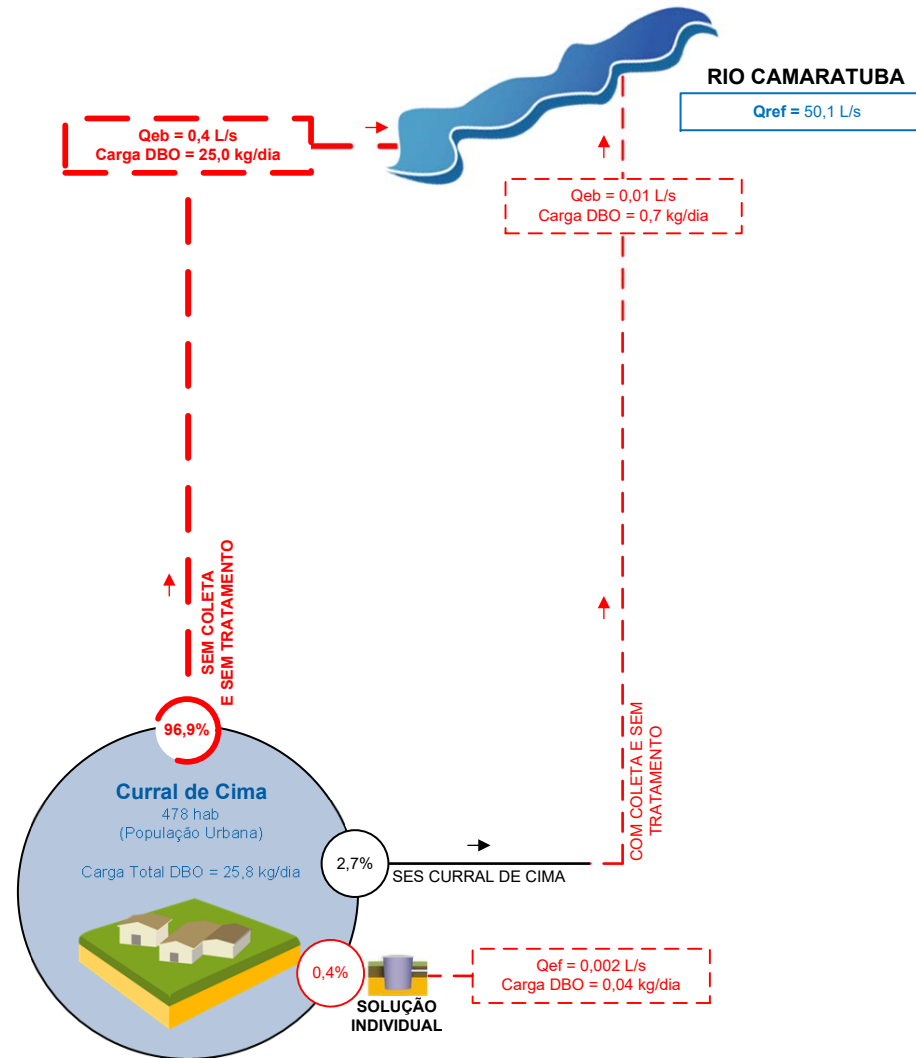 RIO CAMARATUBA
Qref = 50,1 L/s
Qeb = 0,4 L/s
Carga DBO = 25,0 kg/dia
Qeb = 0,01 L/s
Carga DBO = 0,7 kg/dia
SEM COLETA
E SEM TRATAMENTO
COM COLETA E SEM
TRATAMENTO
96,9%
Curral de Cima
478 hab
(População Urbana)
Carga Total DBO = 25,8 kg/dia
2,7%
SES CURRAL DE CIMA
0,4%
SOLUÇÃO
INDIVIDUAL
Qef = 0,002 L/s
Carga DBO = 0,04 kg/dia